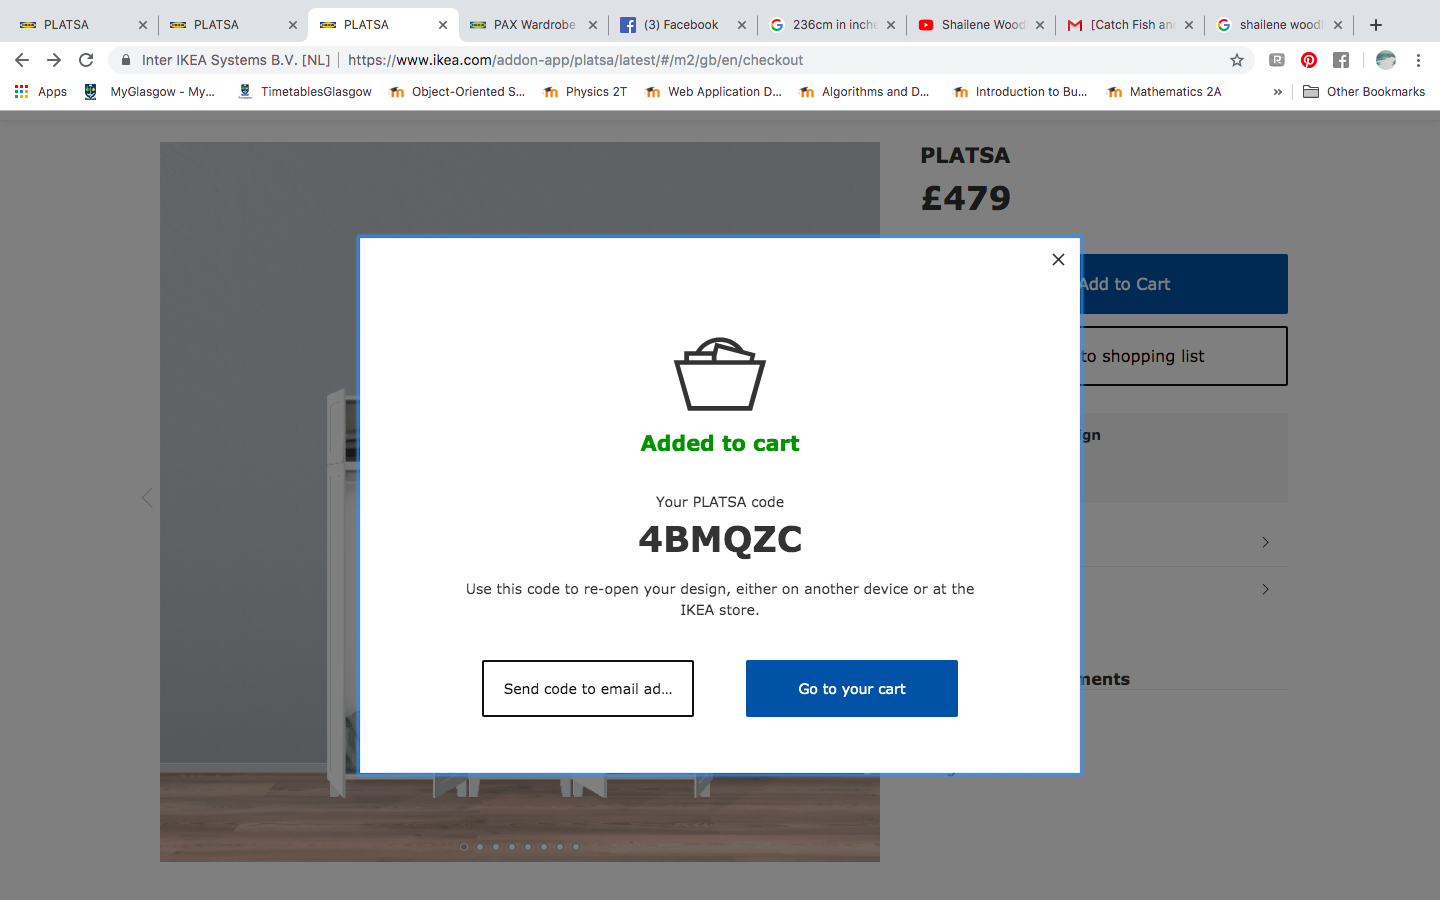 PLATSA
PLATSA
PLATSA
PAX Wardrobe
(3) Facebook
236cm in inche
Shailene Wood
[Catch Fish an
shailene woodl
Inter IKEA Systems B.V. [NL]
https://www.ikea.com/addon-app/platsa/latest/#/m2/gb/en/checkout
Apps
MyGlasgow - My...
TimetablesGlasgow
Object-Oriented S...
Physics 2T
Web Application D...
Algorithms and D...
Introduction to Bu...
Mathematics 2A
»
Other Bookmarks
PLATSA
£479
Add to Cart
to shopping list
ign
ments
Added to cart
Your PLATSA code
4BMQZC
Use this code to re-open your design, either on another device or at the
IKEA store.
Send code to email ad...
Go to your cart